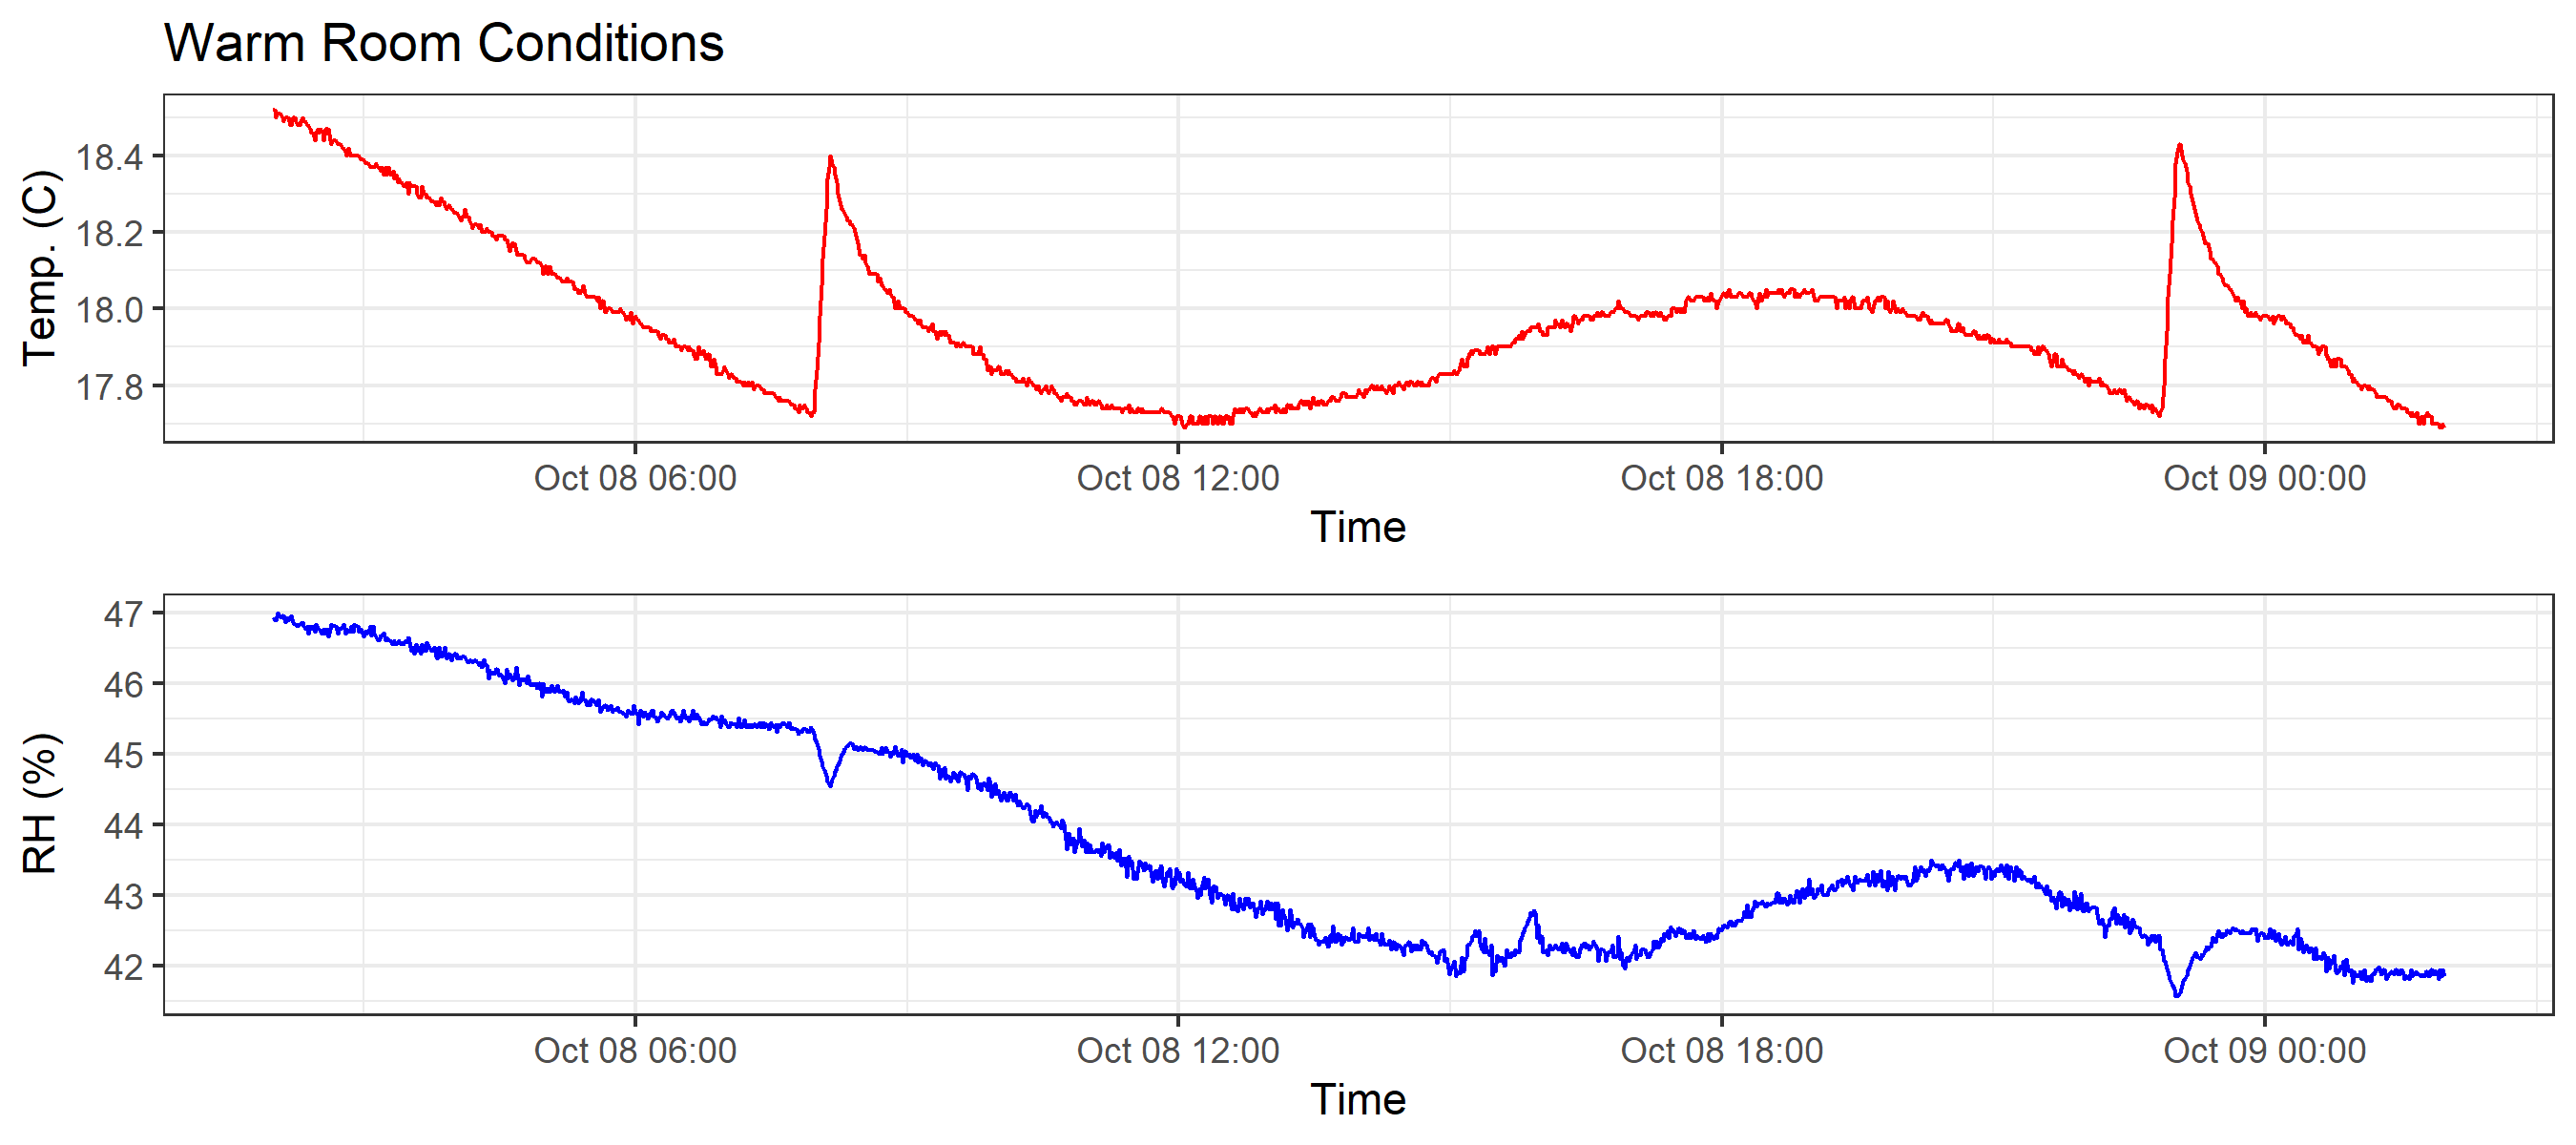 Warm Room Conditions
Temp. (C)
18.4
18.2
18.0
17.8
Oct 08 06:00 Oct 08 12:00 Oct 08 18:00 Oct 09 00:00
Time
RH (%)
47
46
45
44
43
42
Oct 08 06:00 Oct 08 12:00 Oct 08 18:00 Oct 09 00:00
Time